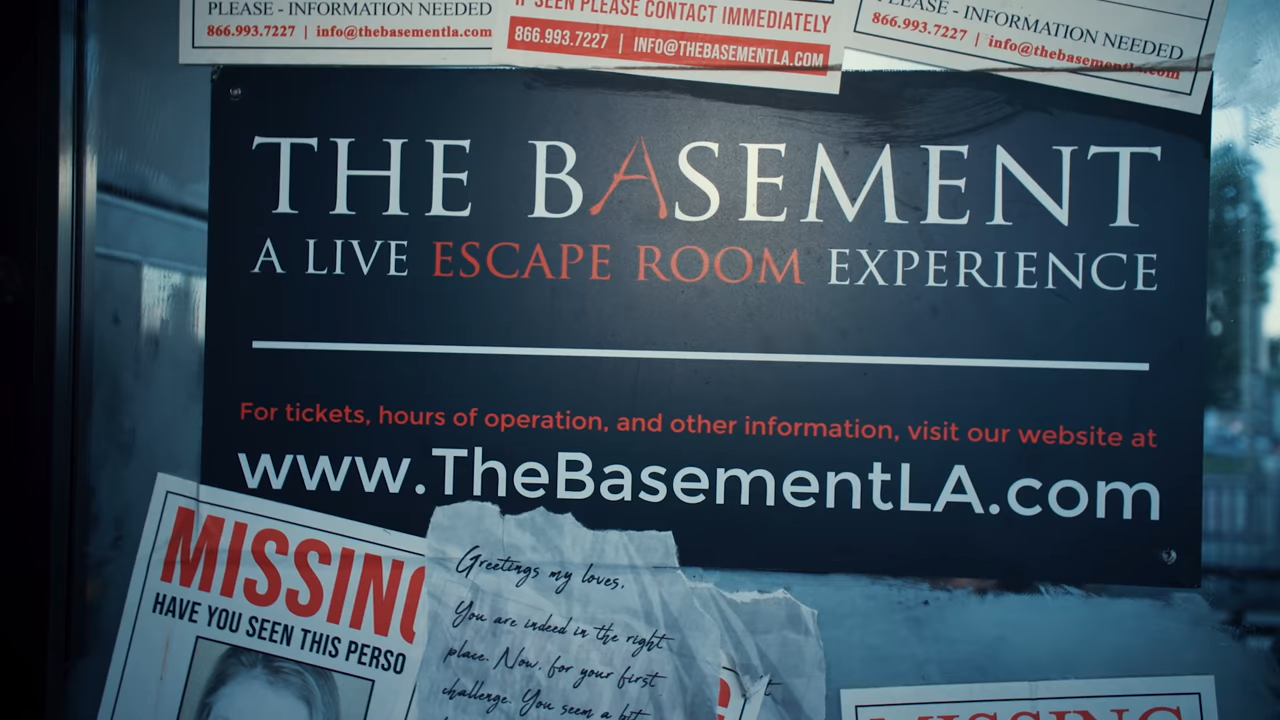 PLEASE - INFORMATION NEEDED
866.993.7227 | info@thebasementla.com
IF SEEN PLEASE CONTACT IMMEDIATELY
866.993.7227 | INFO@THEBASEMENTLA.COM
PLEASE - INFORMATION NEEDED
866.993.7227 | info@thebasementla.com
THE BASEMENT
A LIVE ESCAPE ROOM EXPERIENCE
For tickets, hours of operation, and other information, visit our website at
www.TheBasementLA.com
MISSING
HAVE YOU SEEN THIS PERSO
Greetings my loves,
You are indeed in the right
place. Now, for your first
challenge. You seem a bit
MISSING